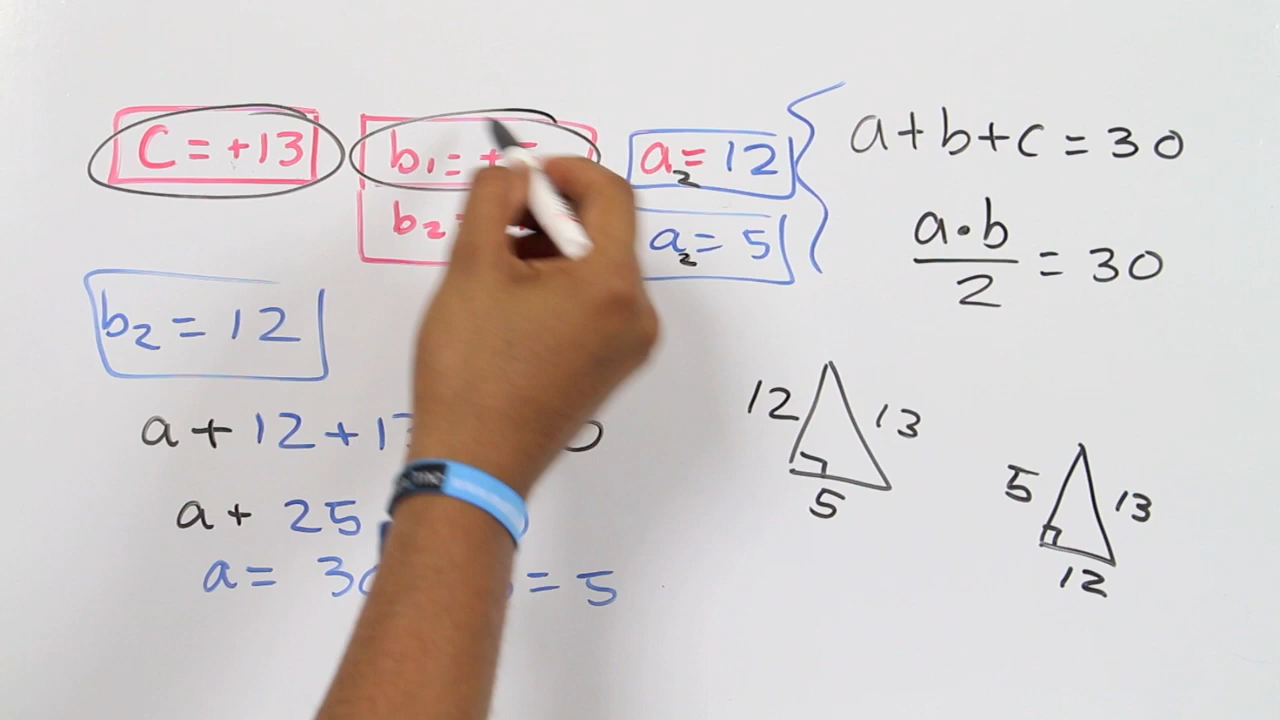 C = +13
b₁ = +
a₂ = 12
a + b + c = 30
b₂ =
a₂ = 5
a·b
2
= 30
b₂ = 12
12
13
5
5
13
12
a + 12 + 1
a + 25
a = 3 = 5